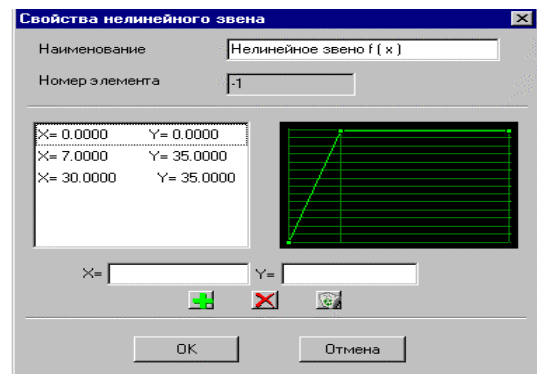 Свойства нелинейного звена
Наименование Нелинейное звено f ( x )
Номер элемента -1
X= 0.0000 Y= 0.0000
X= 7.0000 Y= 35.0000
X= 30.0000 Y= 35.0000
X= Y=
OK Отмена